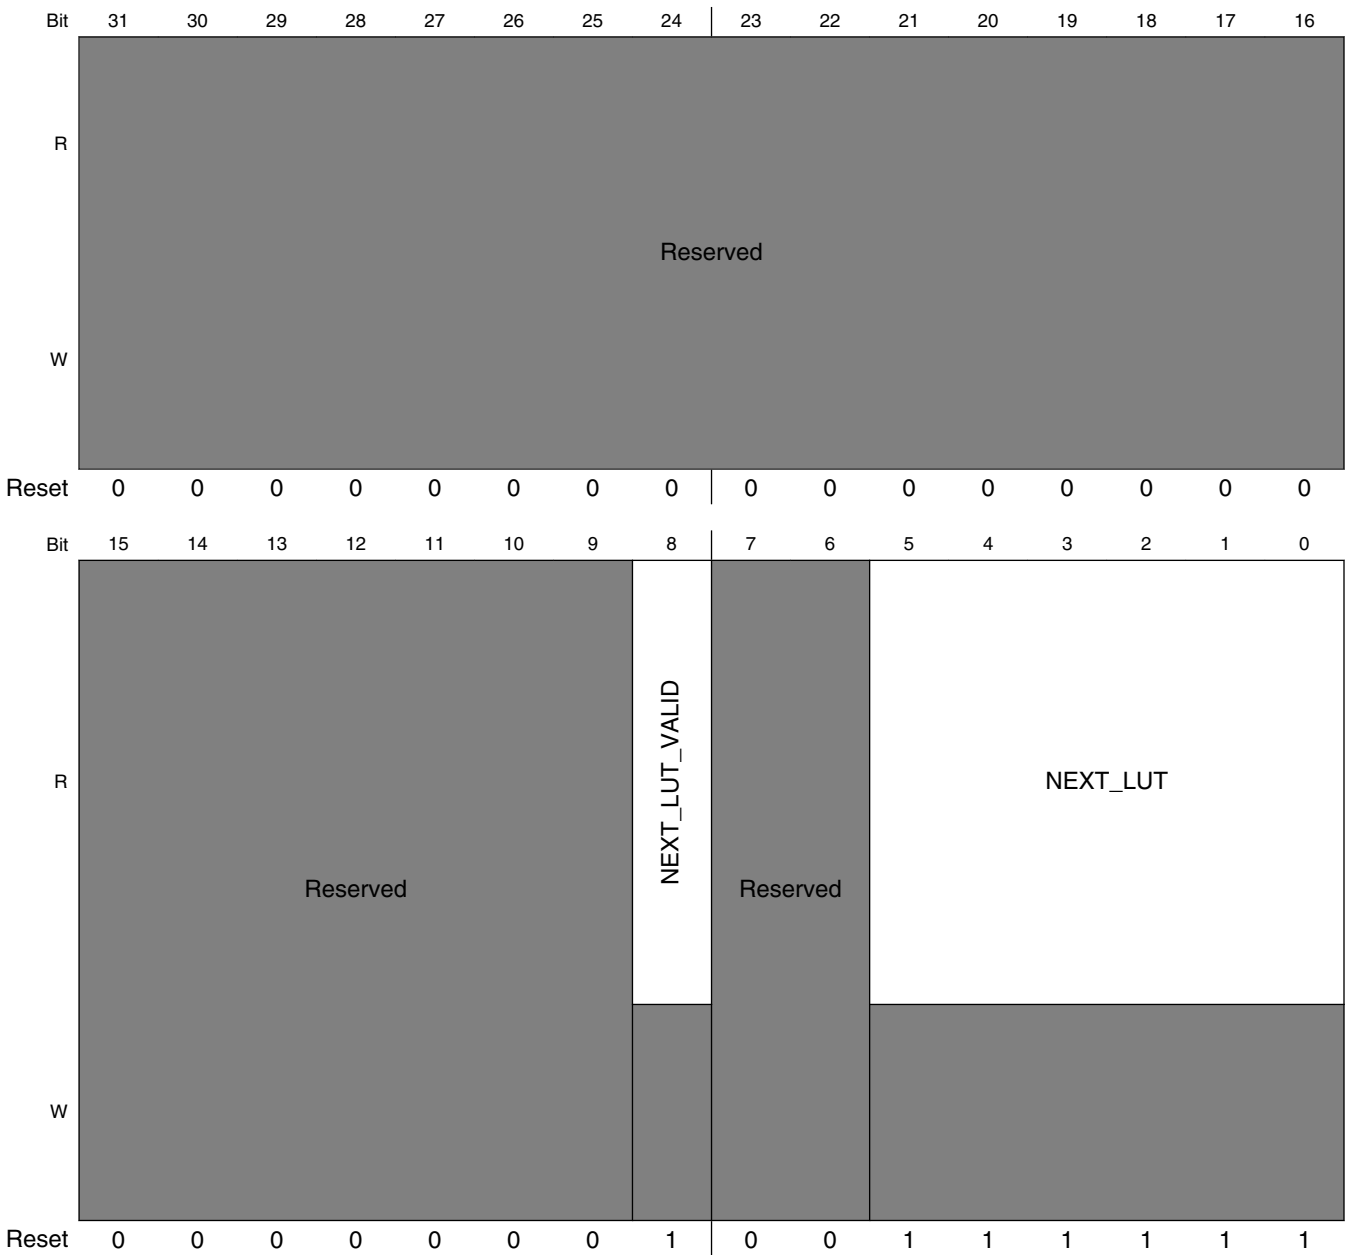 Bit 31 30 29 28 27 26 25 24 23 22 21 20 19 18 17 16
R
Reserved
W
Reset 0 0 0 0 0 0 0 0 0 0 0 0 0 0 0 0
Bit 15 14 13 12 11 10 9 8 7 6 5 4 3 2 1 0
R
NEXT_LUT_VALID
NEXT_LUT
Reserved Reserved
W
Reset 0 0 0 0 0 0 0 1 0 0 1 1 1 1 1 1